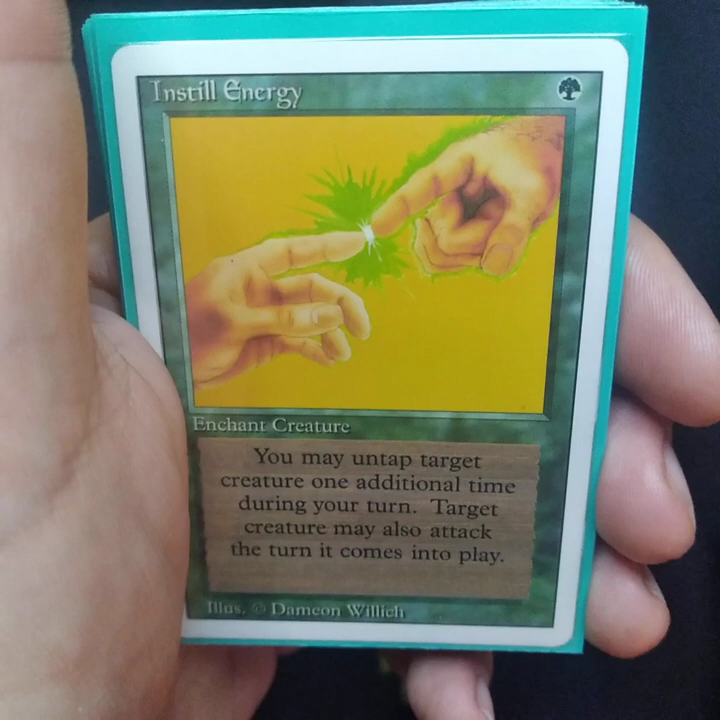 Instill Energy
Enchant Creature
You may untap target
creature one additional time
during your turn. Target
creature may also attack
the turn it comes into play.
Illus. © Dameon Willich